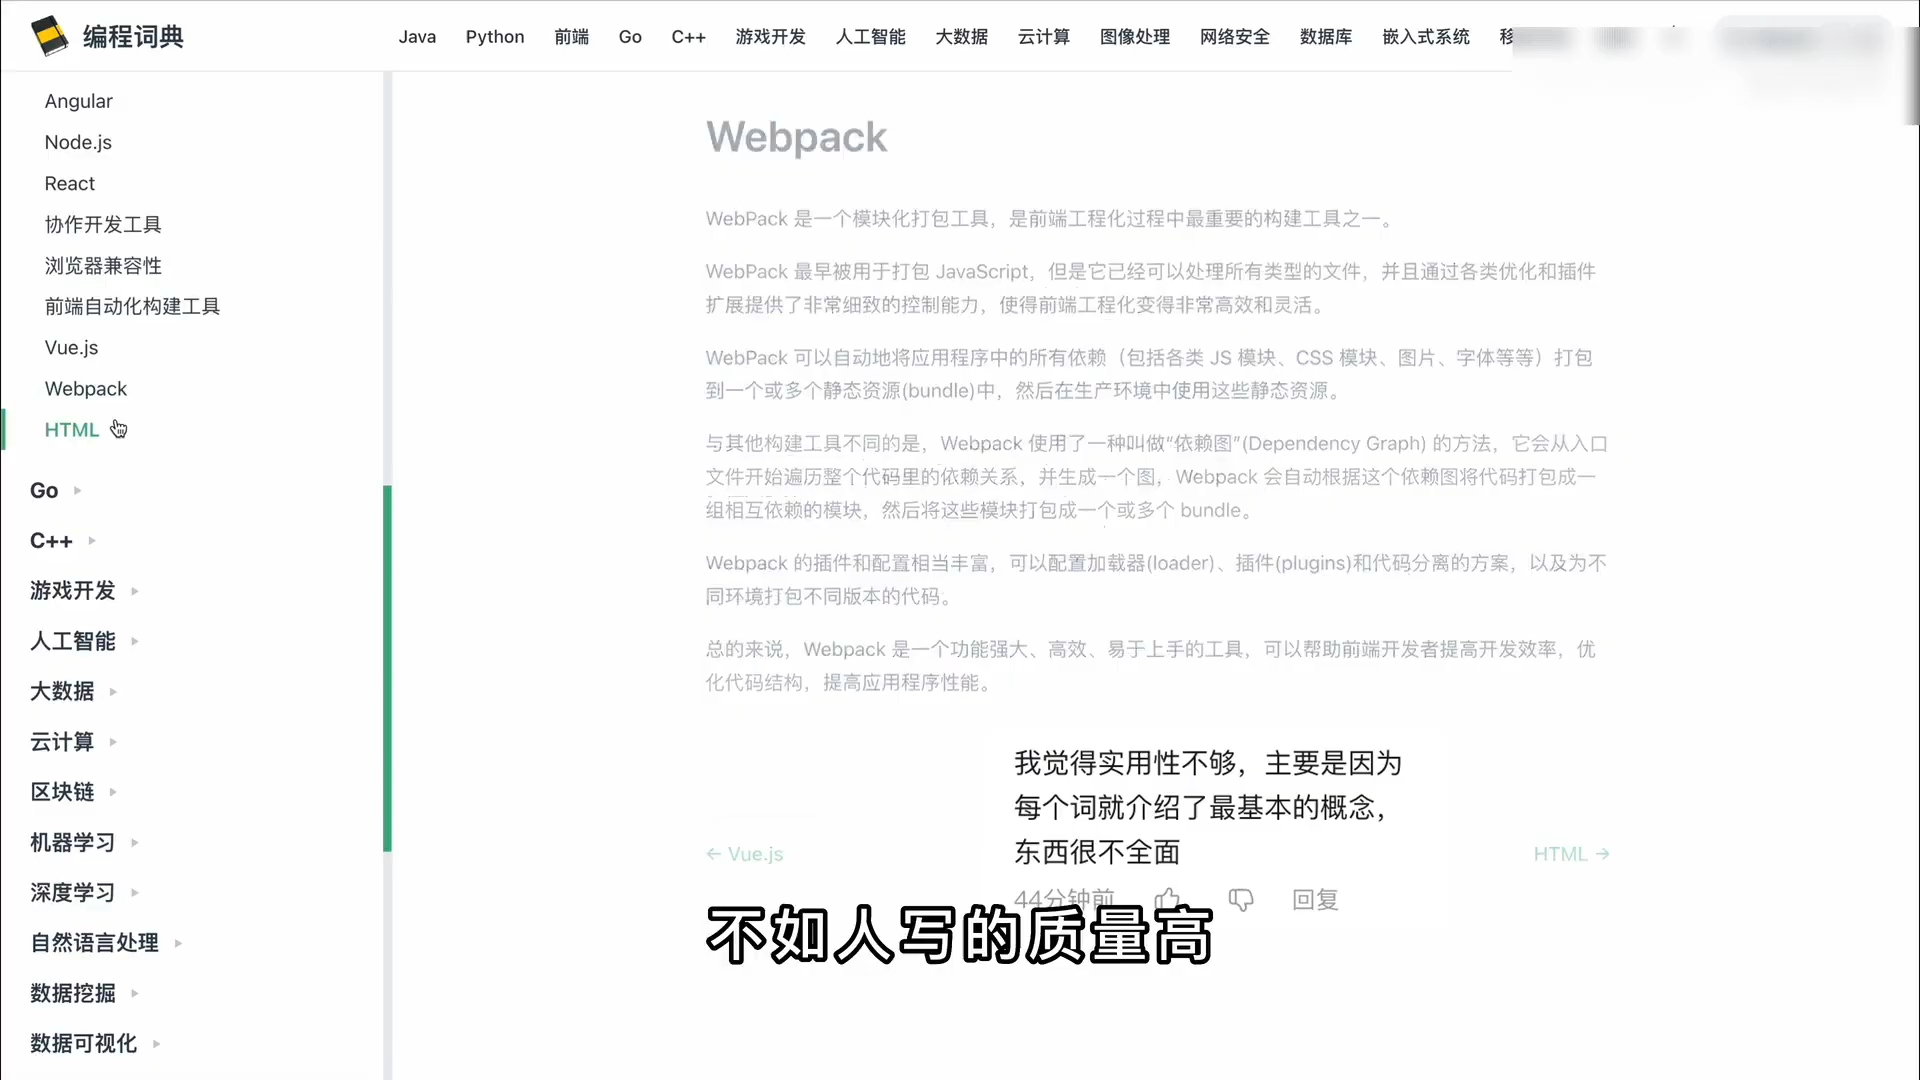 编程词典
Java Python 前端 Go C++ 游戏开发 人工智能 大数据 云计算 图像处理 网络安全 数据库 嵌入式系统 移
Angular
Node.js
React
协作开发工具
浏览器兼容性
前端自动化构建工具
Vue.js
Webpack
HTML
Go
C++
游戏开发
人工智能
大数据
云计算
区块链
机器学习
深度学习
自然语言处理
数据挖掘
数据可视化
Webpack
WebPack 是一个模块化打包工具，是前端工程化过程中最重要的构建工具之一。
WebPack 最早被用于打包 JavaScript，但是它已经可以处理所有类型的文件，并且通过各类优化和插件
扩展提供了非常细致的控制能力，使得前端工程化变得非常高效和灵活。
WebPack 可以自动地将应用程序中的所有依赖（包括各类 JS 模块、CSS 模块、图片、字体等等）打包
到一个或多个静态资源(bundle)中，然后在生产环境中使用这些静态资源。
与其他构建工具不同的是，Webpack 使用了一种叫做“依赖图”(Dependency Graph) 的方法，它会从入口
文件开始遍历整个代码里的依赖关系，并生成一个图，Webpack 会自动根据这个依赖图将代码打包成一
组相互依赖的模块，然后将这些模块打包成一个或多个 bundle。
Webpack 的插件和配置相当丰富，可以配置加载器(loader)、插件(plugins)和代码分离的方案，以及为不
同环境打包不同版本的代码。
总的来说，Webpack 是一个功能强大、高效、易于上手的工具，可以帮助前端开发者提高开发效率，优
化代码结构，提高应用程序性能。
我觉得实用性不够，主要是因为
每个词就介绍了最基本的概念，
东西很不全面
← Vue.js
HTML →
44分钟前 回复
不如人写的质量高